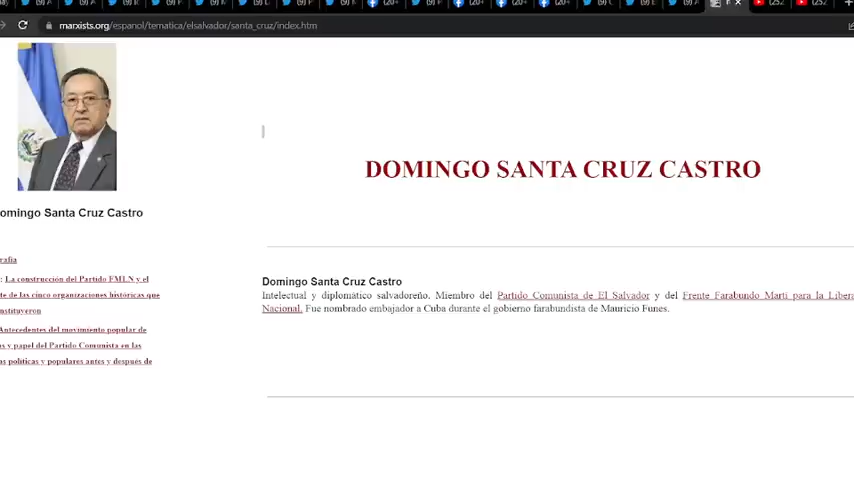 marxists.org/espanol/tematica/elsalvador/santa_cruz/index.htm
omingo Santa Cruz Castro
grafía
: La construcción del Partido FMLN y el
te de las cinco organizaciones históricas que
nstituyeron
Antecedentes del movimiento popular de
s y papel del Partido Comunista en las
as políticas y populares antes y después de
DOMINGO SANTA CRUZ CASTRO
Domingo Santa Cruz Castro
Intelectual y diplomático salvadoreño. Miembro del Partido Comunista de El Salvador y del Frente Farabundo Martí para la Libera
Nacional. Fue nombrado embajador a Cuba durante el gobierno farabundista de Mauricio Funes.